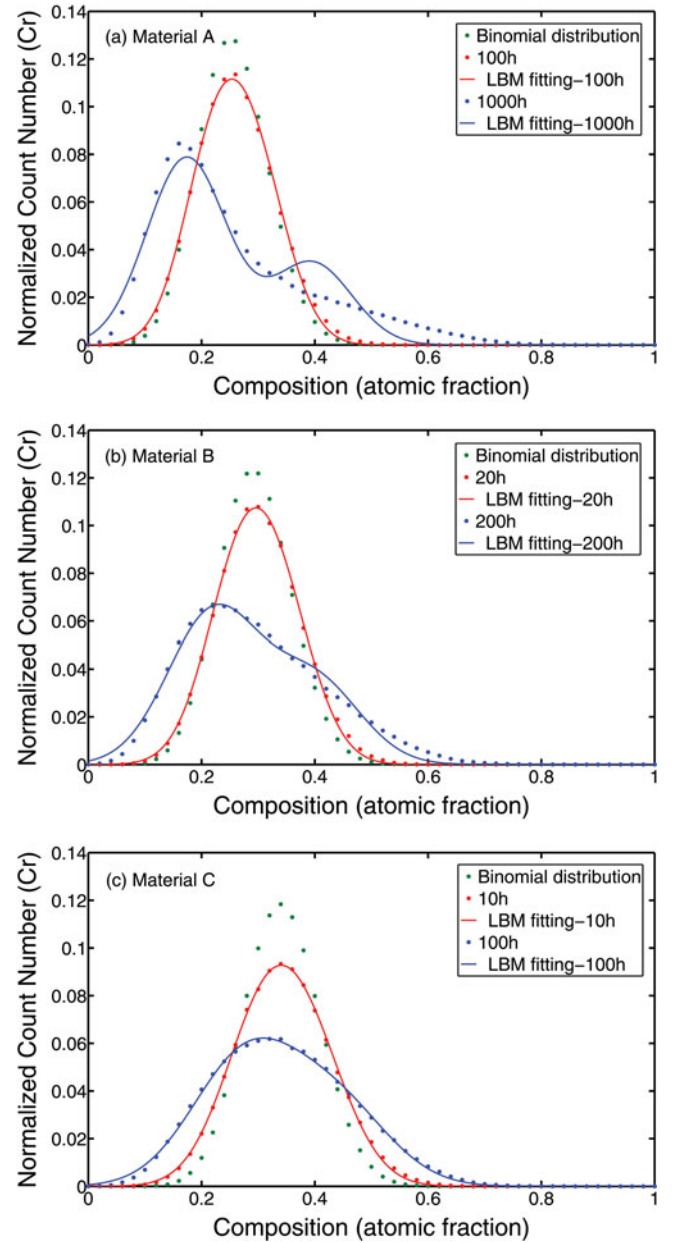 (a) Material A
Binomial distribution
100h
LBM fitting−100h
1000h
LBM fitting−1000h
0.14
0.12
0.1
0.08
0.06
0.04
0.02
0
Normalized Count Number (Cr)
0 0.2 0.4 0.6 0.8 1
Composition (atomic fraction)
(b) Material B
Binomial distribution
20h
LBM fitting−20h
200h
LBM fitting−200h
0.14
0.12
0.1
0.08
0.06
0.04
0.02
0
Normalized Count Number (Cr)
0 0.2 0.4 0.6 0.8 1
Composition (atomic fraction)
(c) Material C
Binomial distribution
10h
LBM fitting−10h
100h
LBM fitting−100h
0.14
0.12
0.1
0.08
0.06
0.04
0.02
0
Normalized Count Number (Cr)
0 0.2 0.4 0.6 0.8 1
Composition (atomic fraction)